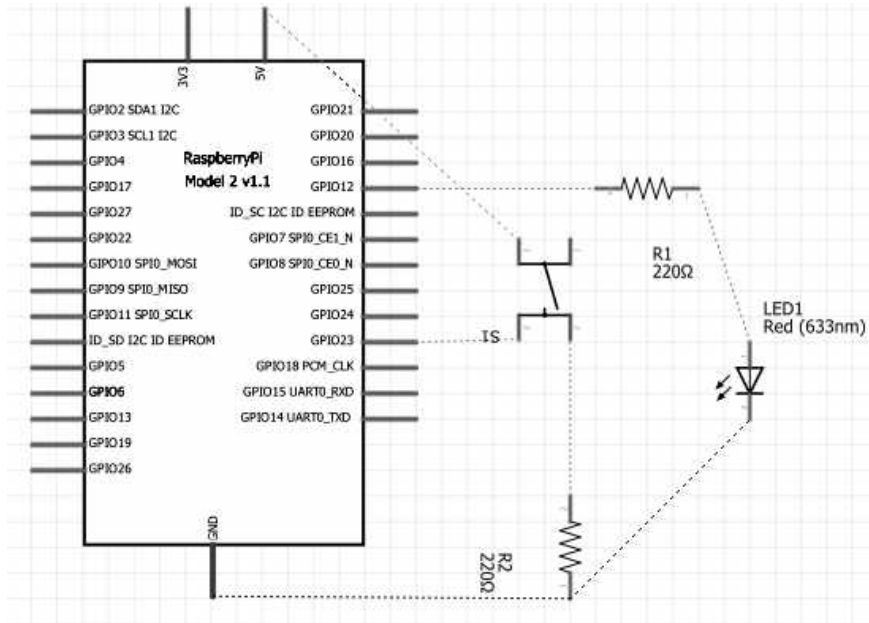 3V3
5V
GPIO2 SDA1 I2C
GPIO3 SCL1 I2C
GPIO4
GPIO17
GPIO27
GPIO22
GIPO10 SPI0_MOSI
GPIO9 SPI0_MISO
GPIO11 SPI0_SCLK
ID_SD I2C ID EEPROM
GPIO5
GPIO6
GPIO13
GPIO19
GPIO26
RaspberryPi
Model 2 v1.1
GPIO21
GPIO20
GPIO16
GPIO12
ID_SC I2C ID EEPROM
GPIO7 SPI0_CE1_N
GPIO8 SPI0_CE0_N
GPIO25
GPIO24
GPIO23
GPIO18 PCM_CLK
GPIO15 UART0_RXD
GPIO14 UART0_TXD
GND
S1
R1
220Ω
LED1
Red (633nm)
R2
220Ω